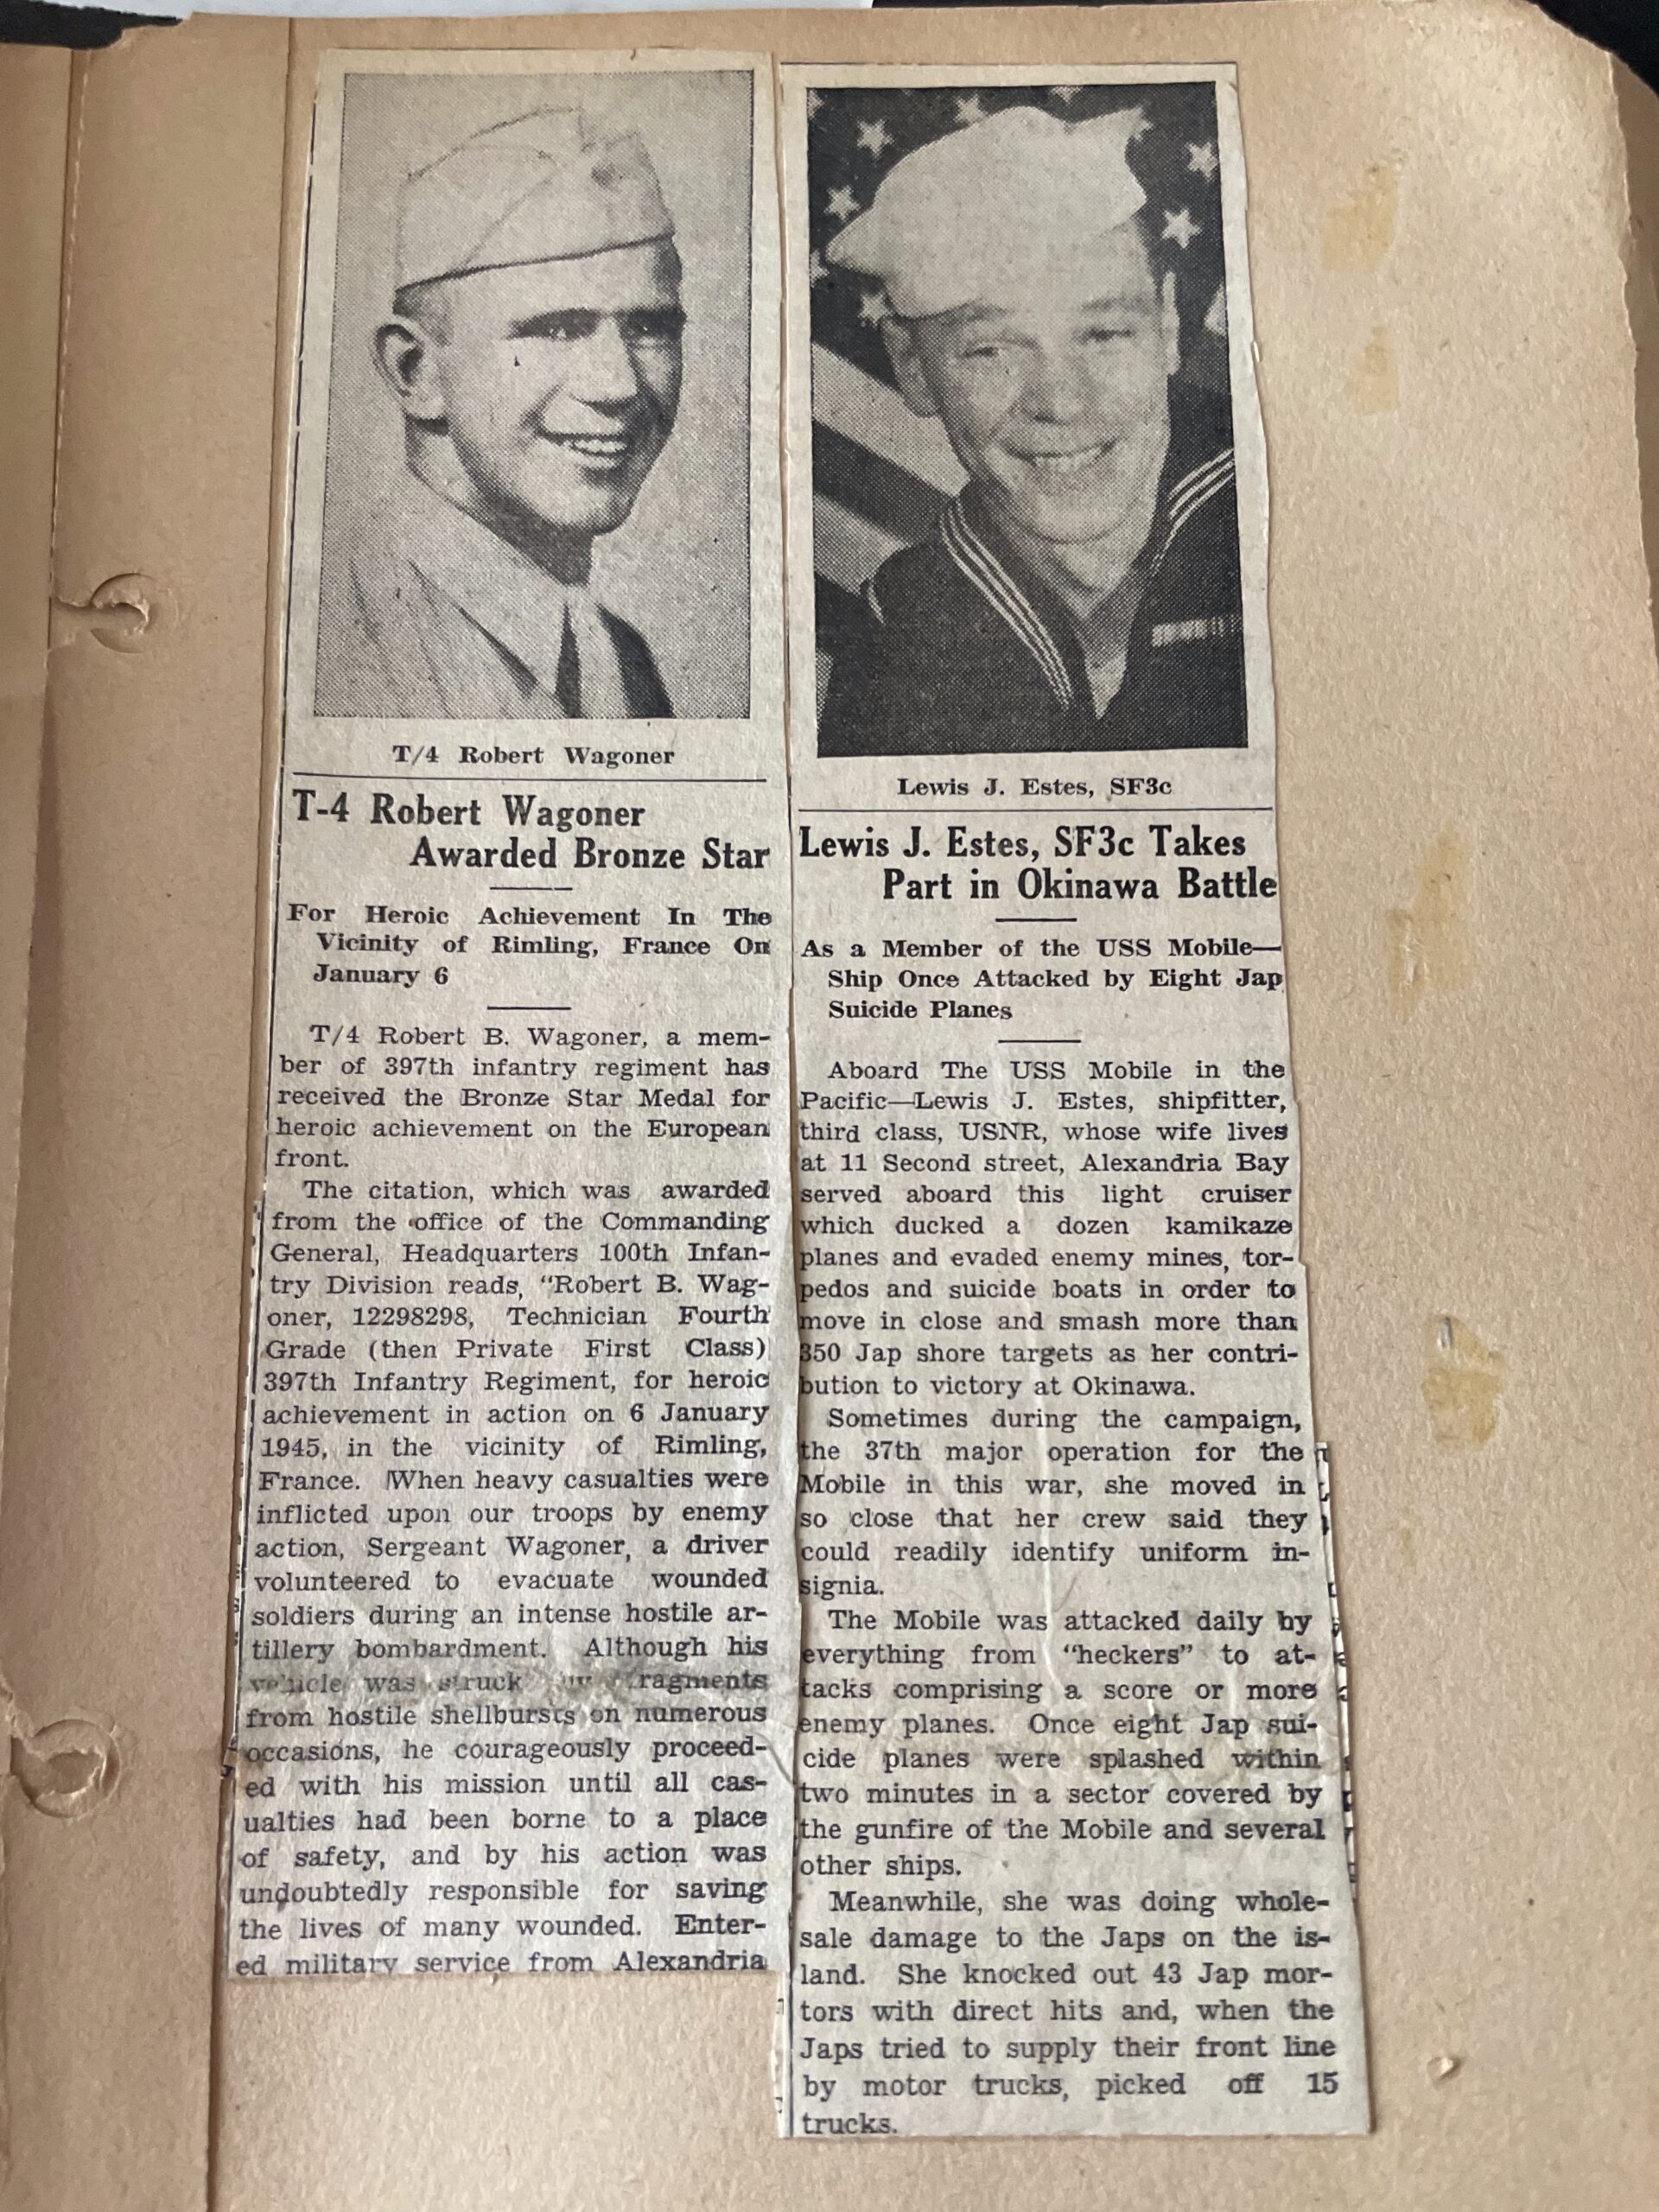 T/4 Robert Wagoner
T-4 Robert Wagoner
Awarded Bronze Star
For Heroic Achievement In The
Vicinity of Rimling, France On
January 6
T/4 Robert B. Wagoner, a mem-
ber of 397th infantry regiment has
received the Bronze Star Medal for
heroic achievement on the European
front.
The citation, which was awarded
from the office of the Commanding
General, Headquarters 100th Infan-
try Division reads, "Robert B. Wag-
oner, 12298298, Technician Fourth
Grade (then Private First Class)
397th Infantry Regiment, for heroic
achievement in action on 6 January
1945, in the vicinity of Rimling,
France. When heavy casualties were
inflicted upon our troops by enemy
action, Sergeant Wagoner, a driver
volunteered to evacuate wounded
soldiers during an intense hostile ar-
tillery bombardment. Although his
vehicle was struck fragments
from hostile shellbursts on numerous
occasions, he courageously proceed-
ed with his mission until all cas-
ualties had been borne to a place
of safety, and by his action was
undoubtedly responsible for saving
the lives of many wounded. Enter-
ed military service from Alexandria
Lewis J. Estes, SF3c
Lewis J. Estes, SF3c Takes
Part in Okinawa Battle
As a Member of the USS Mobile—
Ship Once Attacked by Eight Jap
Suicide Planes
Aboard The USS Mobile in the
Pacific—Lewis J. Estes, shipfitter,
third class, USNR, whose wife lives
at 11 Second street, Alexandria Bay
served aboard this light cruiser
which ducked a dozen kamikaze
planes and evaded enemy mines, tor-
pedos and suicide boats in order to
move in close and smash more than
350 Jap shore targets as her contri-
bution to victory at Okinawa.
Sometimes during the campaign,
the 37th major operation for the
Mobile in this war, she moved in
so close that her crew said they
could readily identify uniform in-
signia.
The Mobile was attacked daily by
everything from "heckers" to at-
tacks comprising a score or more
enemy planes. Once eight Jap sui-
cide planes were splashed within
two minutes in a sector covered by
the gunfire of the Mobile and several
other ships.
Meanwhile, she was doing whole-
sale damage to the Japs on the is-
land. She knocked out 43 Jap mor-
tors with direct hits and, when the
Japs tried to supply their front line
by motor trucks, picked off 15
trucks.